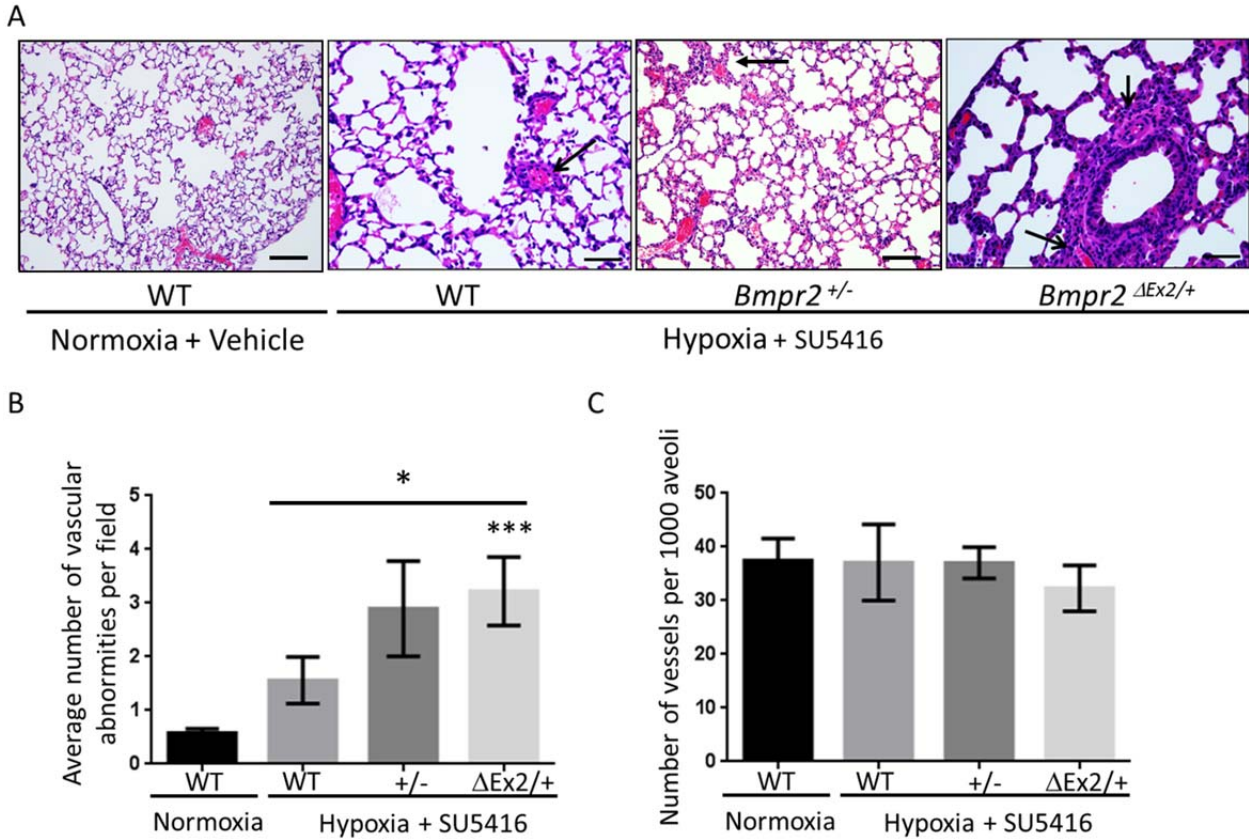 A
WT
WT
Bmpr2 +/-
Bmpr2 ΔEx2/+
Normoxia + Vehicle
Hypoxia + SU5416
B
C
Average number of vascular
abnormities per field
5
4
3
2
1
0
*
***
WT
WT
+/-
ΔEx2/+
Normoxia
Hypoxia + SU5416
Number of vessels per 1000 aveoli
50
40
30
20
10
0
WT
WT
+/-
ΔEx2/+
Normoxia
Hypoxia + SU5416